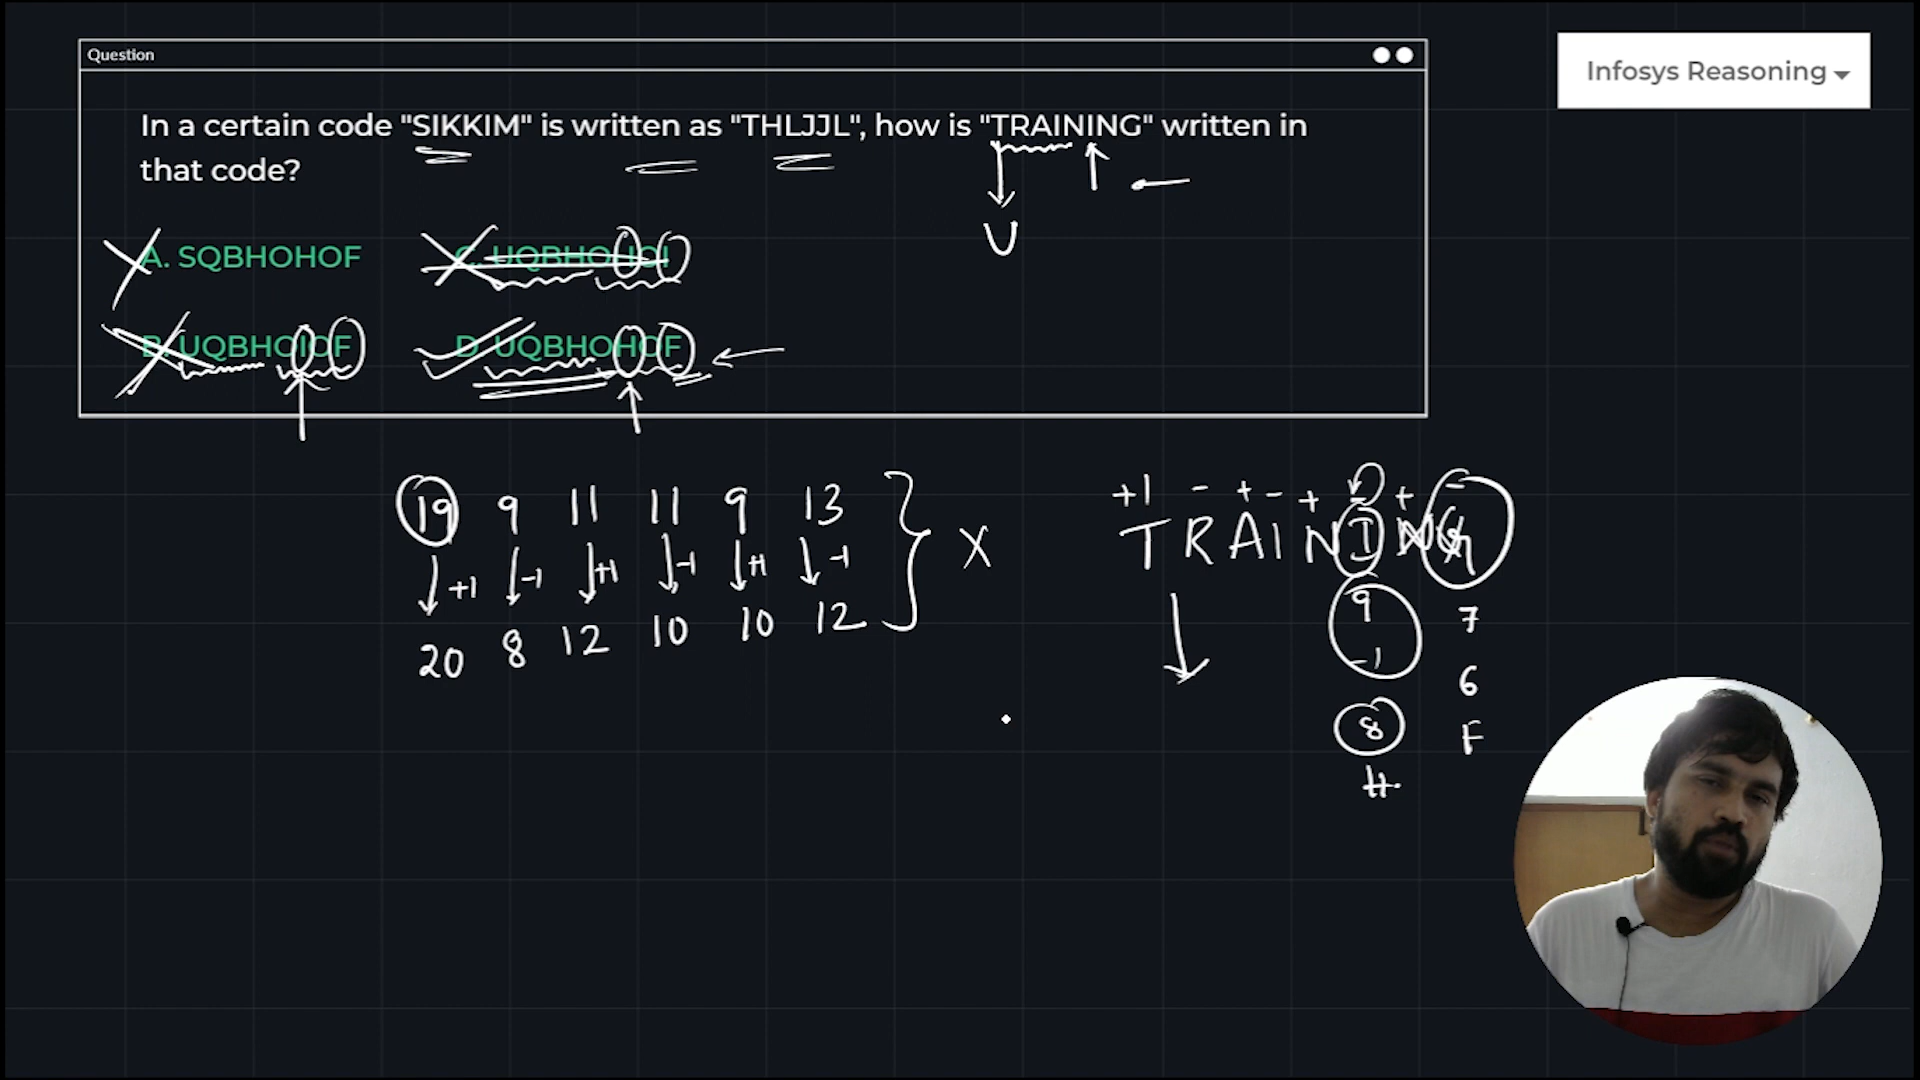 Question
Infosys Reasoning
In a certain code "SIKKIM" is written as "THLJJL", how is "TRAINING" written in
that code?
U
A. SQBHOHOF
C. UQBHOHOI
B. UQBHOIOF
D. UQBHOHOF
19 9 11 11 9 13
X
+1 -1 +1 -1 +1 -1
20 8 12 10 10 12
+1 - + - + - + -
TRAINING
9 7
-1
6
8 F
H